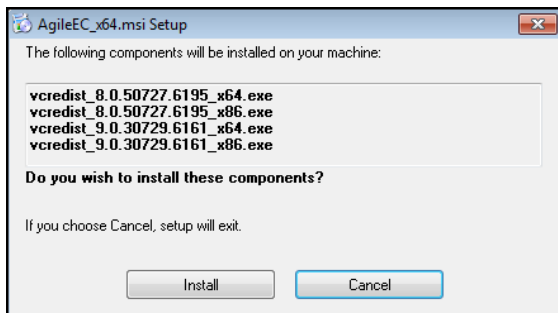 AgileEC_x64.msi Setup
The following components will be installed on your machine:
vcredist_8.0.50727.6195_x64.exe
vcredist_8.0.50727.6195_x86.exe
vcredist_9.0.30729.6161_x64.exe
vcredist_9.0.30729.6161_x86.exe
Do you wish to install these components?
If you choose Cancel, setup will exit.
Install Cancel